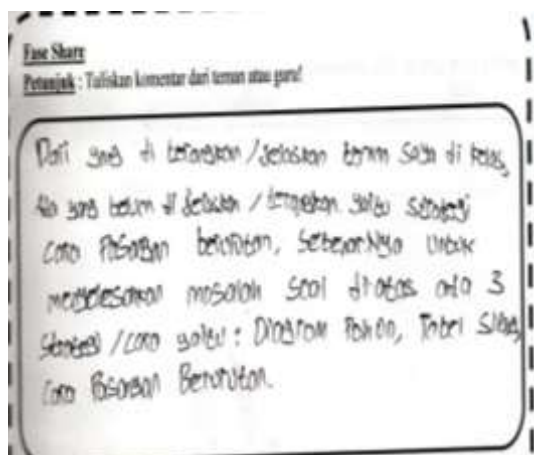 Fase Share
Petunjuk : Tuliskan komentar dari teman atau guru!
Dari yang di terangkan/jelaskan teman saya di kelas,
Ada yang belum di jelaskan / terangkan yaitu strategi
cara Pasangan berurutan, sebenarnya untuk
menyelesaikan masalah soal diatas ada 3
strategi / cara yaitu : Diagram Pohon, Tabel Silang,
Cara Pasangan Berurutan.